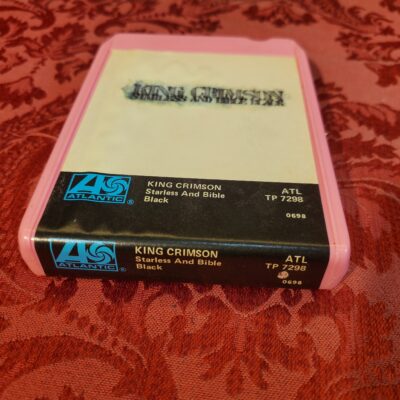 KING CRIMSON
STARLESS AND BIBLE BLACK
ATLANTIC®
KING CRIMSON
Starless And Bible
Black
ATL
TP 7298
0698
ATLANTIC®
KING CRIMSON
Starless And Bible
Black
ATL
TP 7298
0698